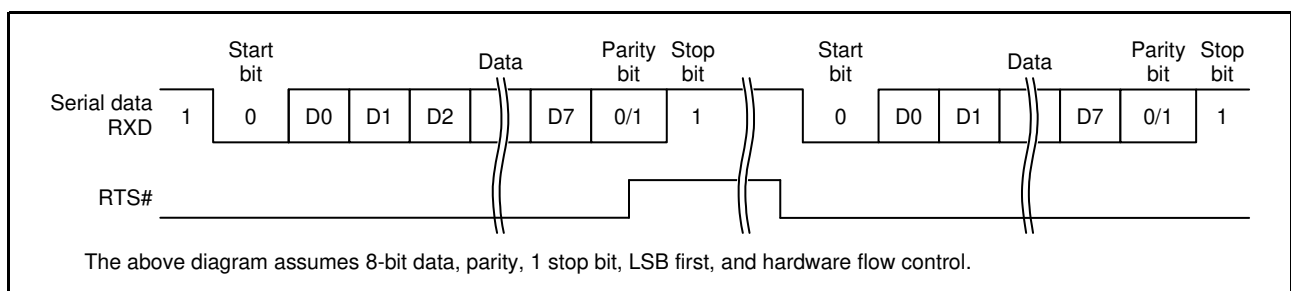 Start bit Data Parity bit Stop bit Start bit Data Parity bit Stop bit
Serial data RXD 1 0 D0 D1 D2 D7 0/1 1 0 D0 D1 D7 0/1 1
RTS#
The above diagram assumes 8-bit data, parity, 1 stop bit, LSB first, and hardware flow control.